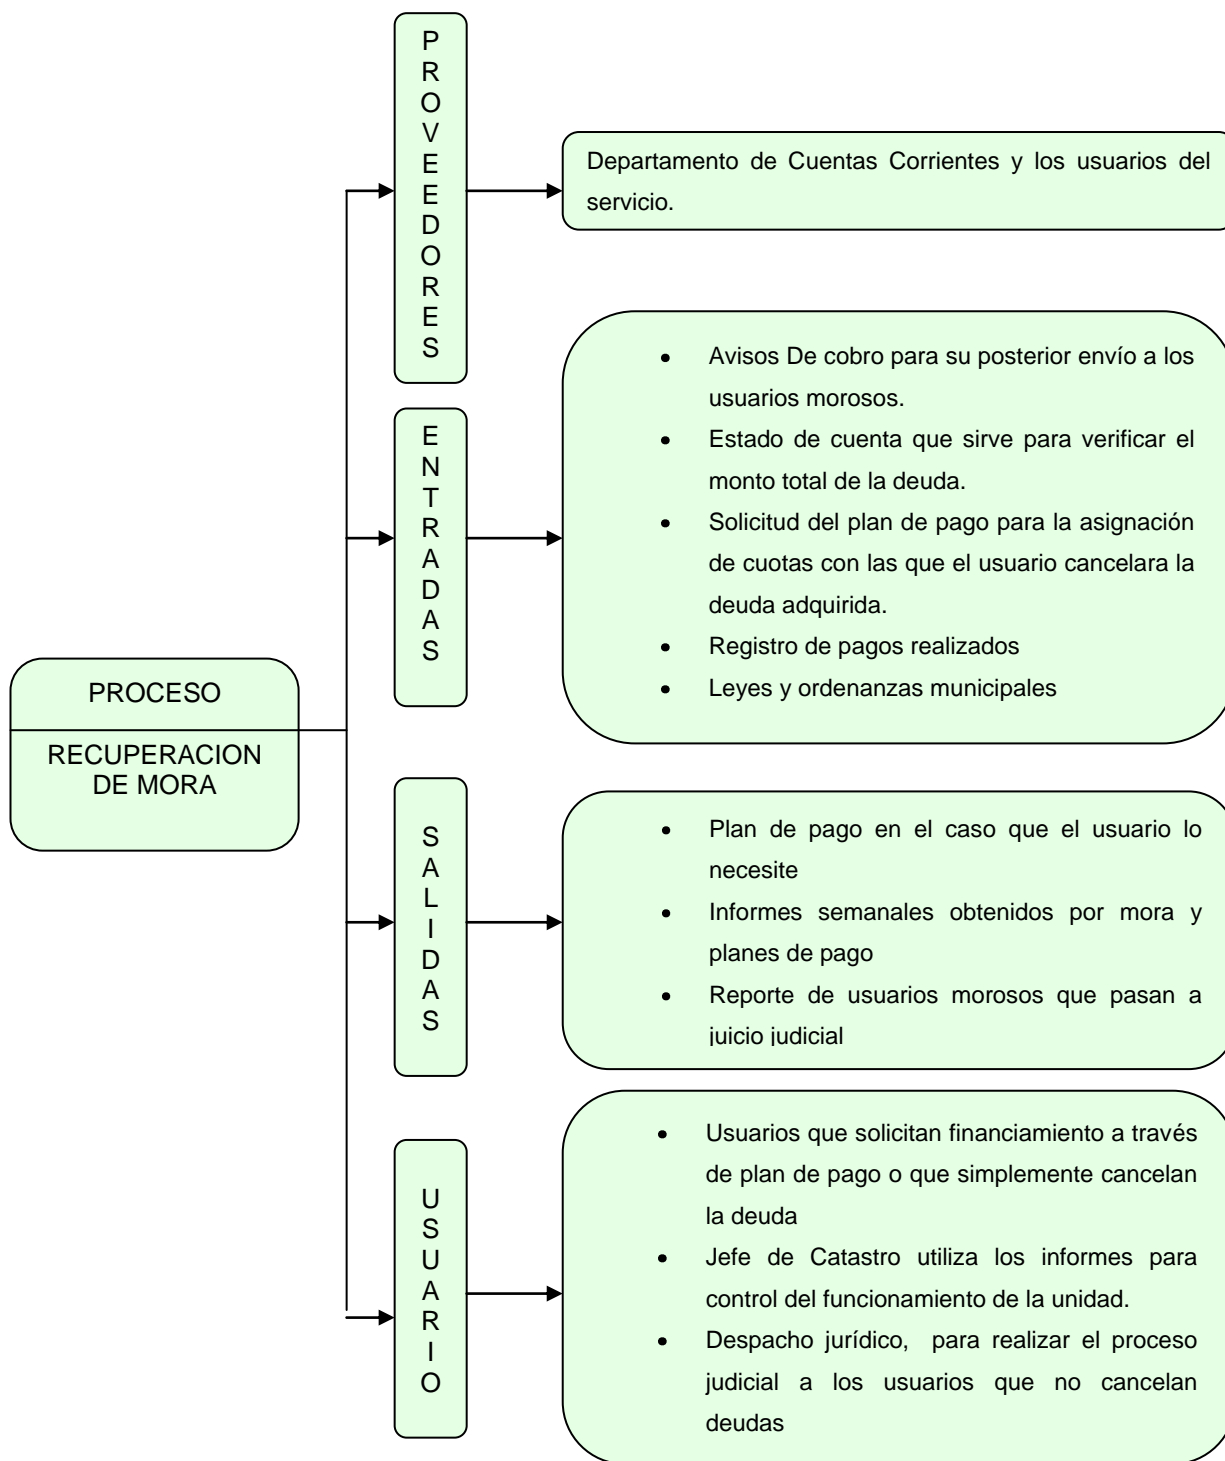 PROVEEDORES
Departamento de Cuentas Corrientes y los usuarios del
servicio.
ENTRADAS
• Avisos De cobro para su posterior envío a los
usuarios morosos.
• Estado de cuenta que sirve para verificar el
monto total de la deuda.
• Solicitud del plan de pago para la asignación
de cuotas con las que el usuario cancelara la
deuda adquirida.
• Registro de pagos realizados
• Leyes y ordenanzas municipales
PROCESO
RECUPERACION
DE MORA
SALIDAS
• Plan de pago en el caso que el usuario lo
necesite
• Informes semanales obtenidos por mora y
planes de pago
• Reporte de usuarios morosos que pasan a
juicio judicial
USUARIO
• Usuarios que solicitan financiamiento a través
de plan de pago o que simplemente cancelan
la deuda
• Jefe de Catastro utiliza los informes para
control del funcionamiento de la unidad.
• Despacho jurídico, para realizar el proceso
judicial a los usuarios que no cancelan
deudas